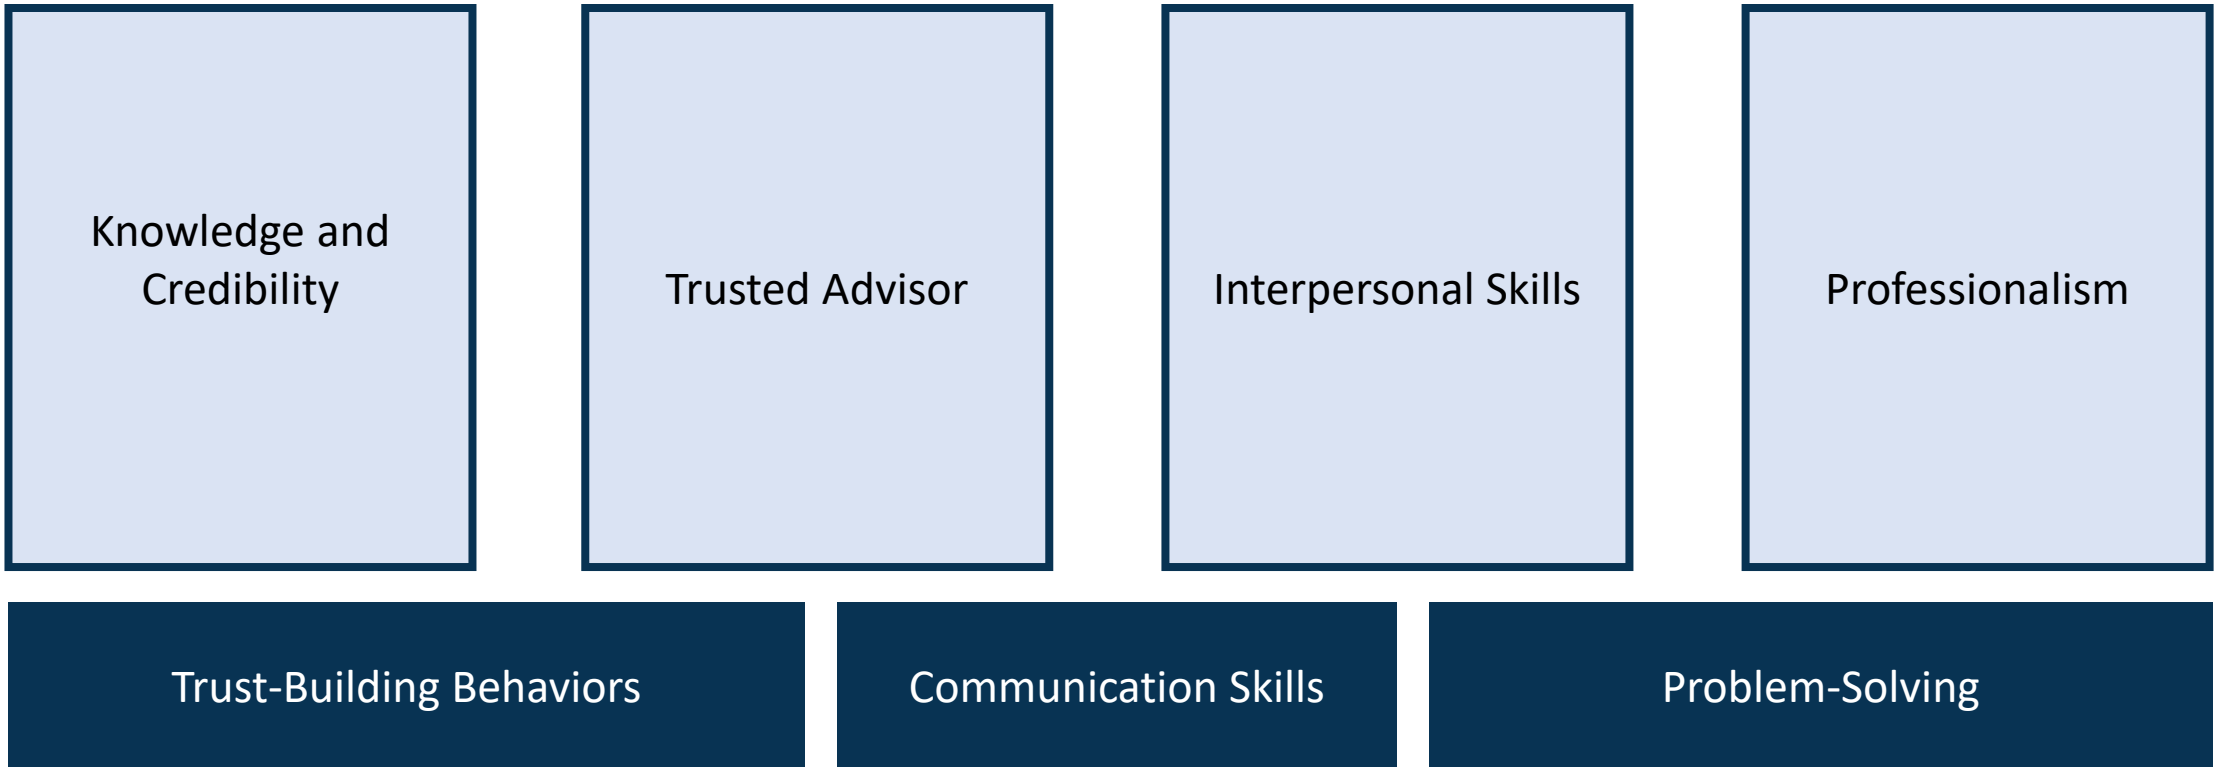 Knowledge and
Credibility
Trusted Advisor
Interpersonal Skills
Professionalism
Trust-Building Behaviors
Communication Skills
Problem-Solving